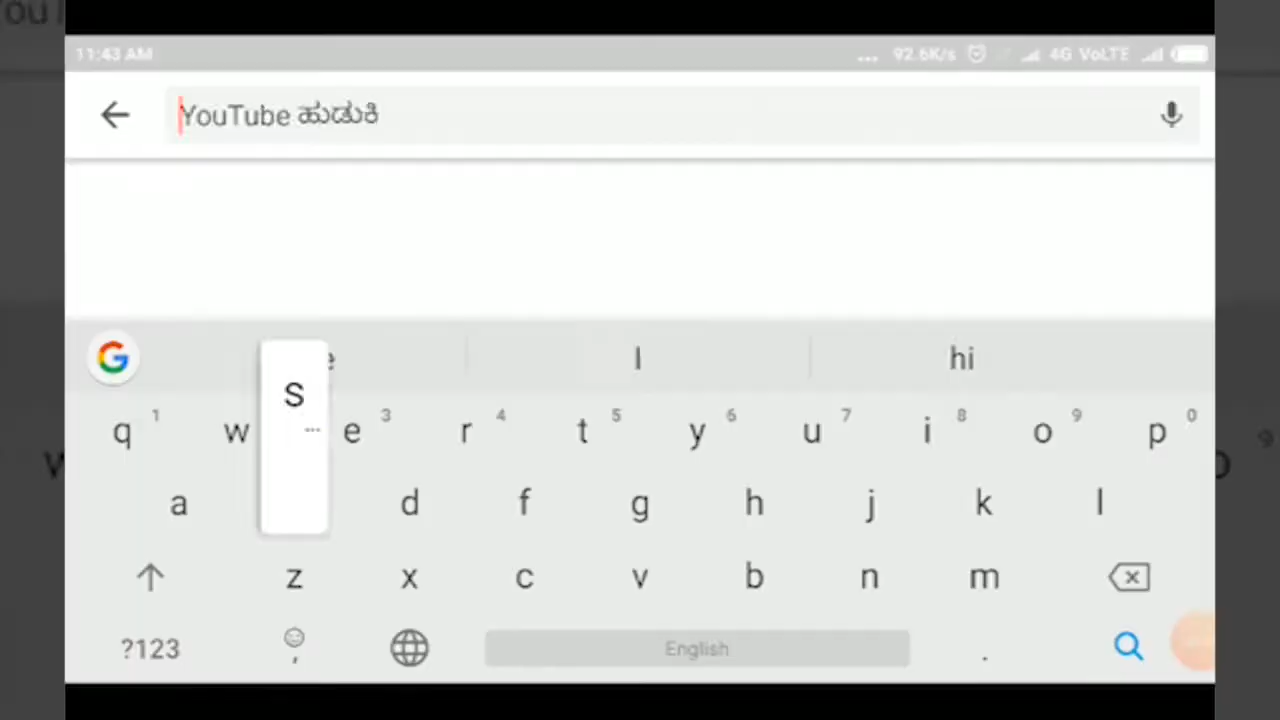 11:43 AM ... 92.6K/s 4G VoLTE
YouTube ಹುಡುಕಿ
I hi
q 1 w e 3 r 4 t 5 y 6 u 7 i 8 o 9 p 0
S
a d f g h j k l
z x c v b n m
?123 , English .